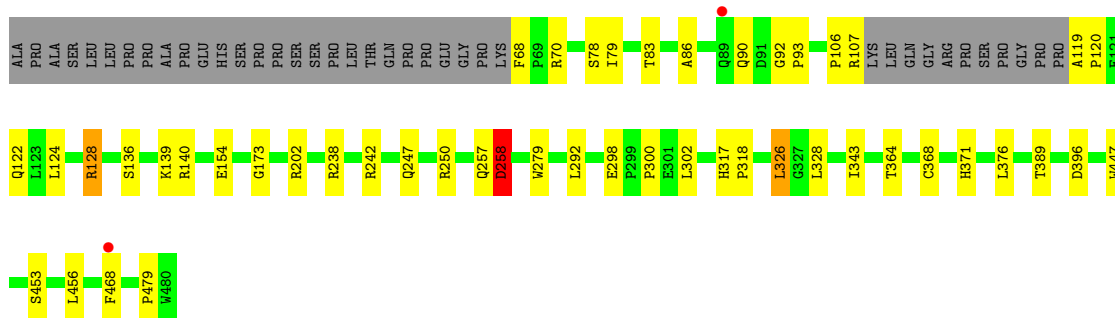 ALA PRO ALA SER LEU LEU PRO PRO ALA PRO GLU HIS SER PRO PRO SER SER PRO LEU THR GLN PRO PRO GLU GLY PRO LYS F68 P69 R70 S78 I79 T83 A86 Q89 Q90 D91 G92 P93 P106 R107 LYS LEU GLN GLY ARG PRO SER PRO GLY PRO PRO A119 P120 E121
Q122 L123 L124 R128 S136 K139 R140 E154 G173 R202 R238 R242 Q247 R250 Q257 D258 W279 L292 E298 P299 P300 E301 L302 H317 P318 L326 G327 L328 I343 T364 C368 H371 L376 T389 D396 W447
S453 L456 F468 P479 W480